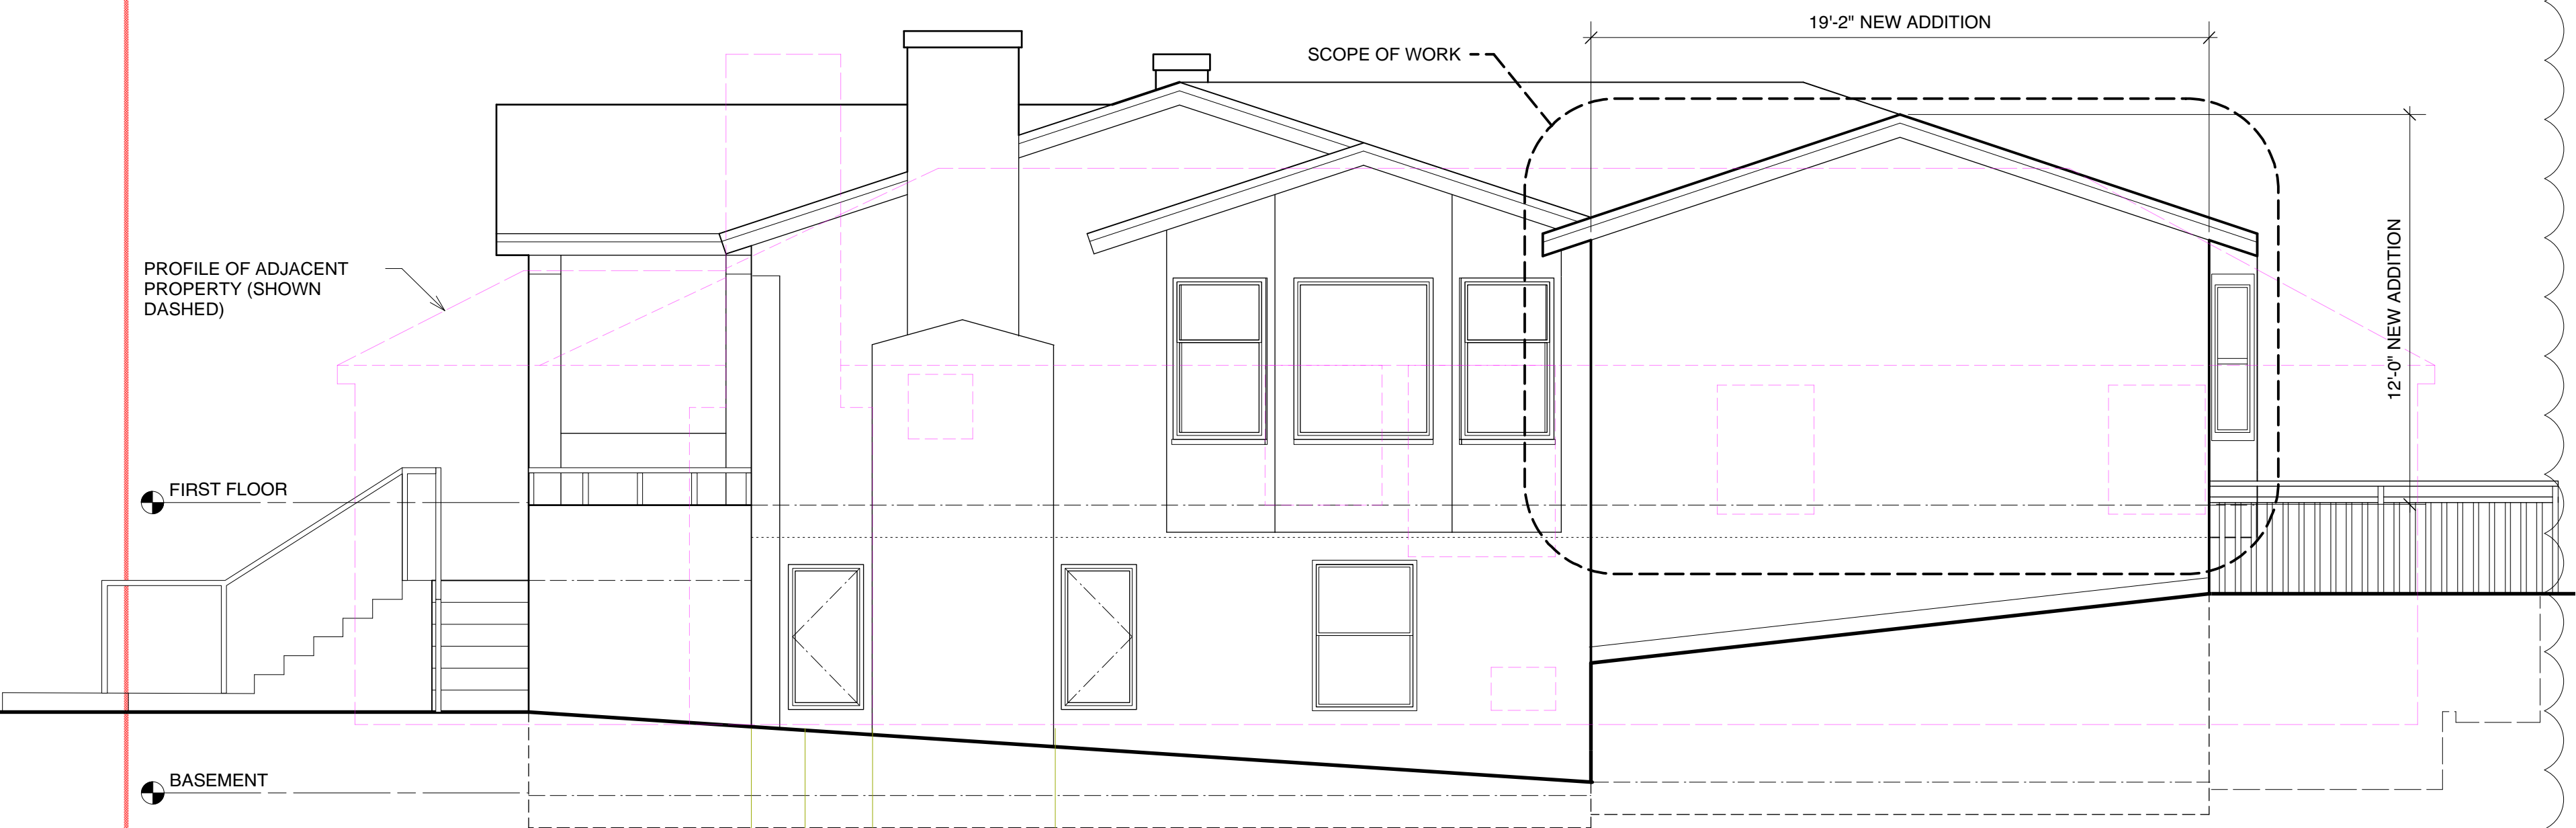 19'-2" NEW ADDITION
SCOPE OF WORK
PROFILE OF ADJACENT
PROPERTY (SHOWN
DASHED)
12'-0" NEW ADDITION
FIRST FLOOR
BASEMENT